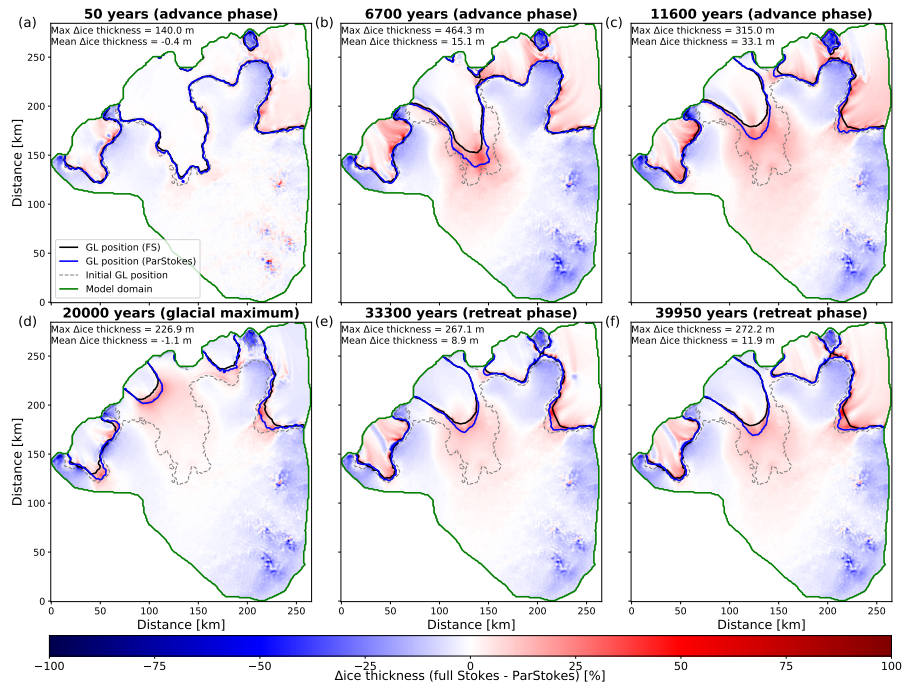 (a) 50 years (advance phase)
Max Δice thickness = 140.0 m
Mean Δice thickness = -0.4 m
(b) 6700 years (advance phase)
Max Δice thickness = 464.3 m
Mean Δice thickness = 15.1 m
(c) 11600 years (advance phase)
Max Δice thickness = 315.0 m
Mean Δice thickness = 33.1 m
Distance [km]
250
200
150
100
50
0
GL position (FS)
GL position (ParStokes)
Initial GL position
Model domain
(d) 20000 years (glacial maximum)
Max Δice thickness = 226.9 m
Mean Δice thickness = -1.1 m
(e) 33300 years (retreat phase)
Max Δice thickness = 267.1 m
Mean Δice thickness = 8.9 m
(f) 39950 years (retreat phase)
Max Δice thickness = 272.2 m
Mean Δice thickness = 11.9 m
Distance [km]
250
200
150
100
50
0
0 50 100 150 200 250
0 50 100 150 200 250
0 50 100 150 200 250
Distance [km]
Distance [km]
Distance [km]
−100 −75 −50 −25 0 25 50 75 100
Δice thickness (full Stokes - ParStokes) [%]